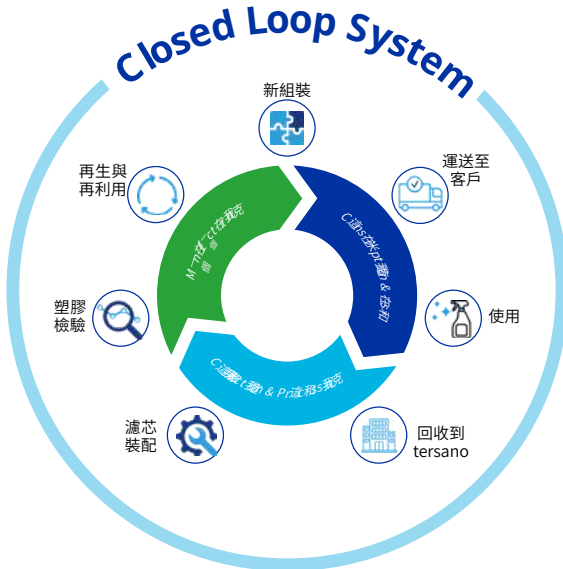 Closed Loop System
新組裝
運送至
客戶
使用
回收到
tersano
濾芯
裝配
塑膠
檢驗
再生與
再利用